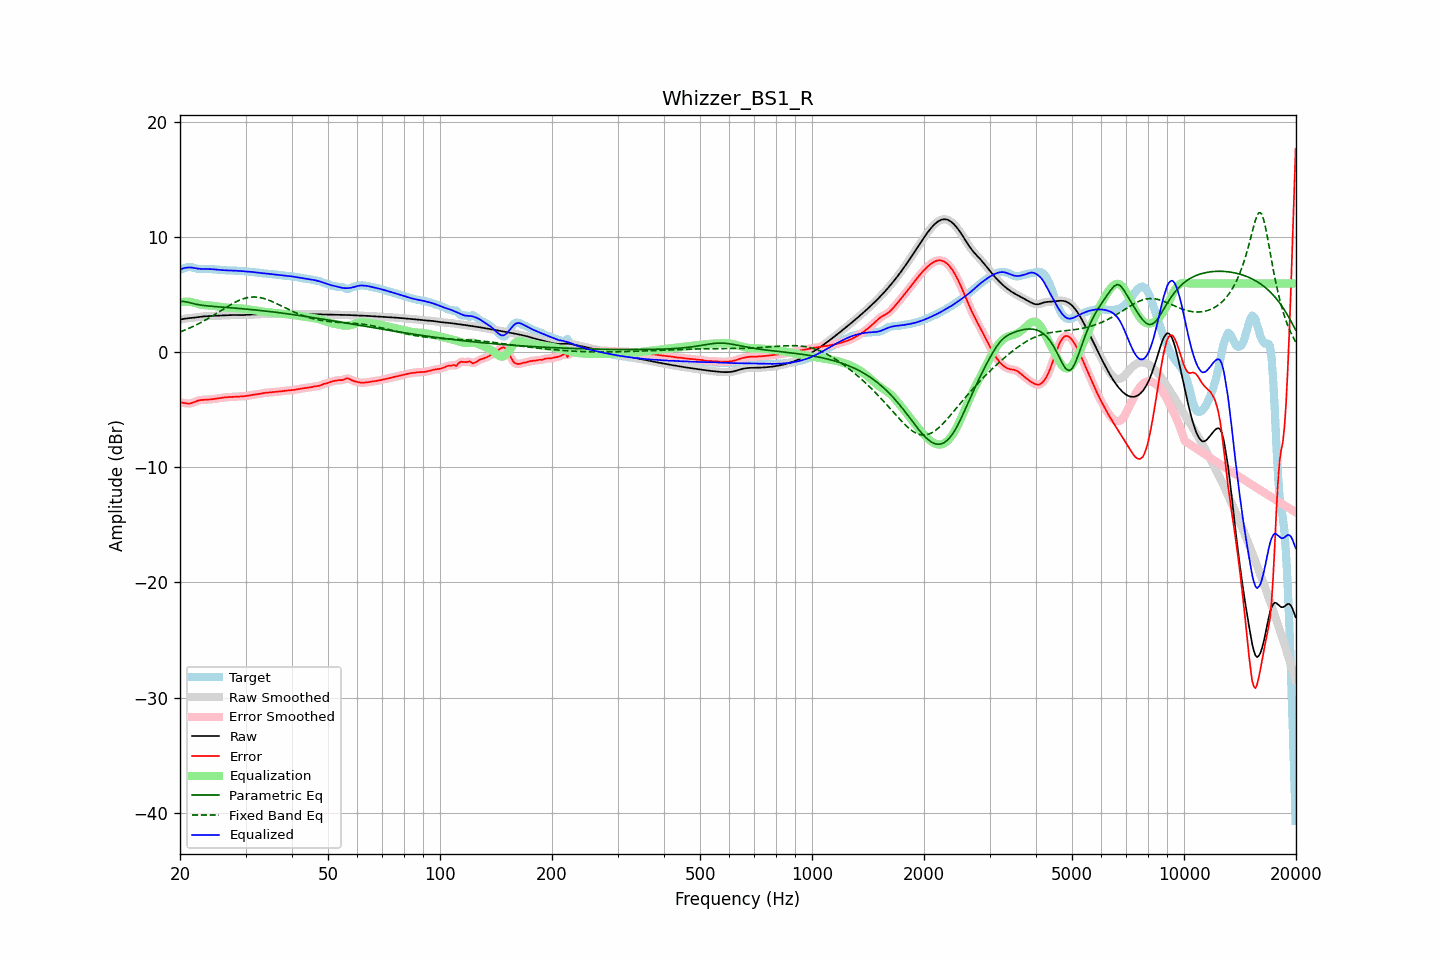 Whizzer_BS1_R
20
10
0
−10
−20
−30
−40
Amplitude (dBr)
Target
Raw Smoothed
Error Smoothed
Raw
Error
Equalization
Parametric Eq
Fixed Band Eq
Equalized
20
50
100
200
500
1000
2000
5000
10000
20000
Frequency (Hz)